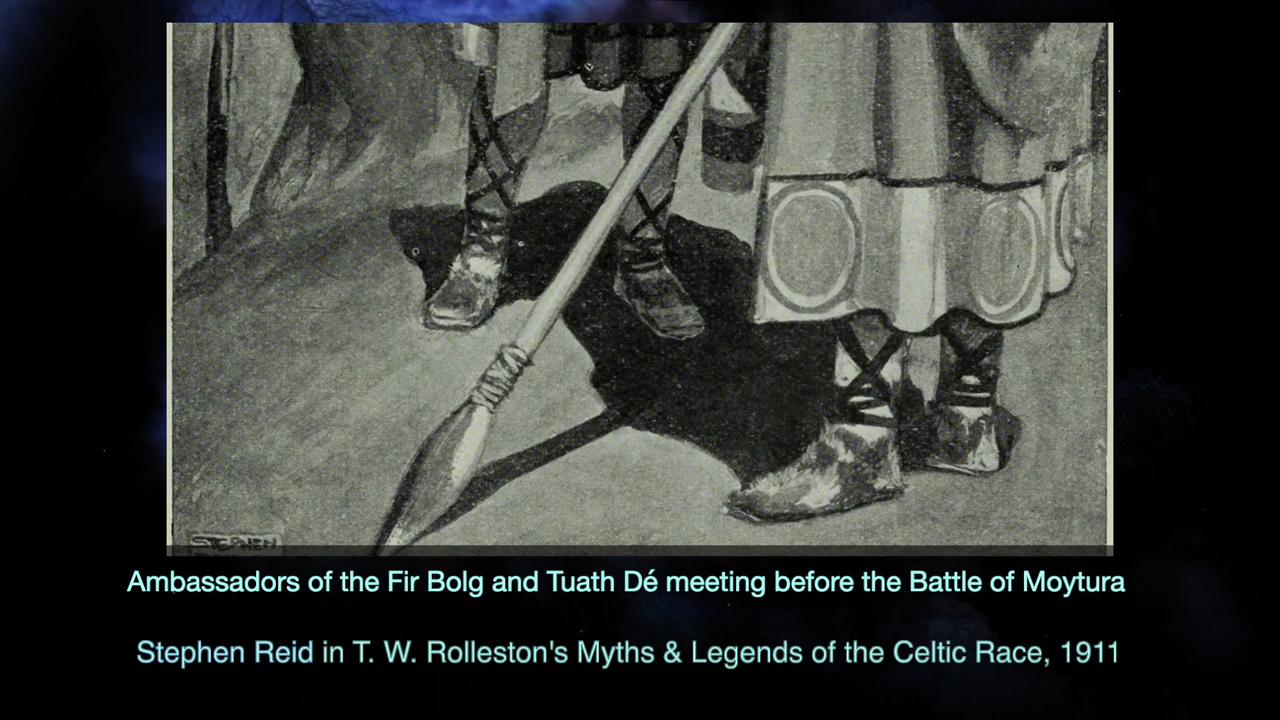 STEPHEN
Ambassadors of the Fir Bolg and Tuath Dé meeting before the Battle of Moytura
Stephen Reid in T. W. Rolleston's Myths & Legends of the Celtic Race, 1911